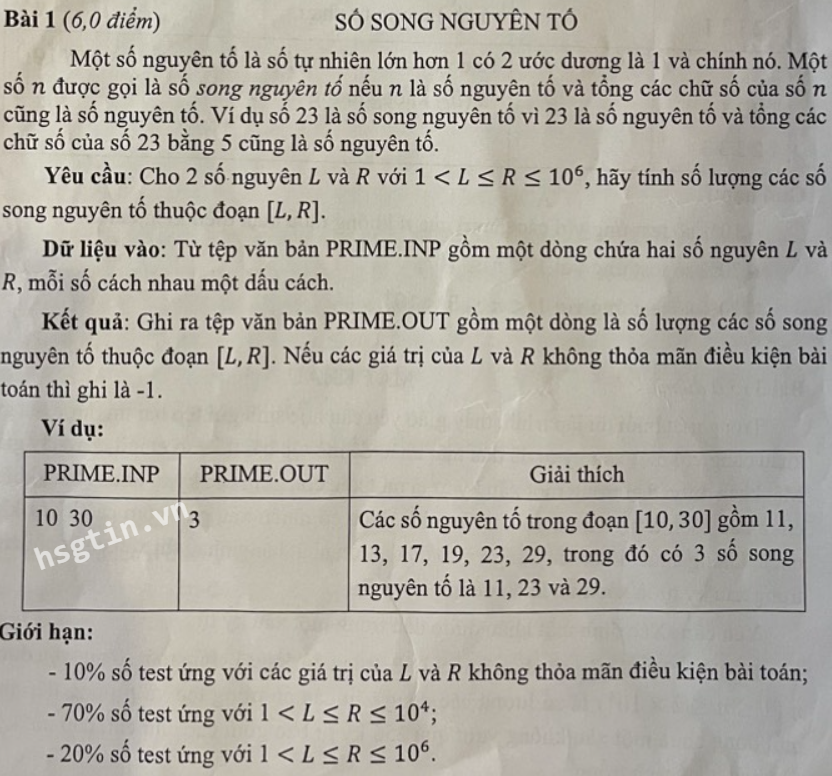 Bài 1 (6,0 điểm) SỐ SONG NGUYÊN TỐ
Một số nguyên tố là số tự nhiên lớn hơn 1 có 2 ước dương là 1 và chính nó. Một
số n được gọi là số song nguyên tố nếu n là số nguyên tố và tổng các chữ số của số n
cũng là số nguyên tố. Ví dụ số 23 là số song nguyên tố vì 23 là số nguyên tố và tổng các
chữ số của số 23 bằng 5 cũng là số nguyên tố.
Yêu cầu: Cho 2 số nguyên L và R với 1 < L ≤ R ≤ 10⁶, hãy tính số lượng các số
song nguyên tố thuộc đoạn [L, R].
Dữ liệu vào: Từ tệp văn bản PRIME.INP gồm một dòng chứa hai số nguyên L và
R, mỗi số cách nhau một dấu cách.
Kết quả: Ghi ra tệp văn bản PRIME.OUT gồm một dòng là số lượng các số song
nguyên tố thuộc đoạn [L, R]. Nếu các giá trị của L và R không thỏa mãn điều kiện bài
toán thì ghi là -1.
Ví dụ:
PRIME.INP PRIME.OUT Giải thích
10 30 3 Các số nguyên tố trong đoạn [10, 30] gồm 11,
13, 17, 19, 23, 29, trong đó có 3 số song
nguyên tố là 11, 23 và 29.
hsgtin.vn
Giới hạn:
- 10% số test ứng với các giá trị của L và R không thỏa mãn điều kiện bài toán;
- 70% số test ứng với 1 < L ≤ R ≤ 10⁴;
- 20% số test ứng với 1 < L ≤ R ≤ 10⁶.